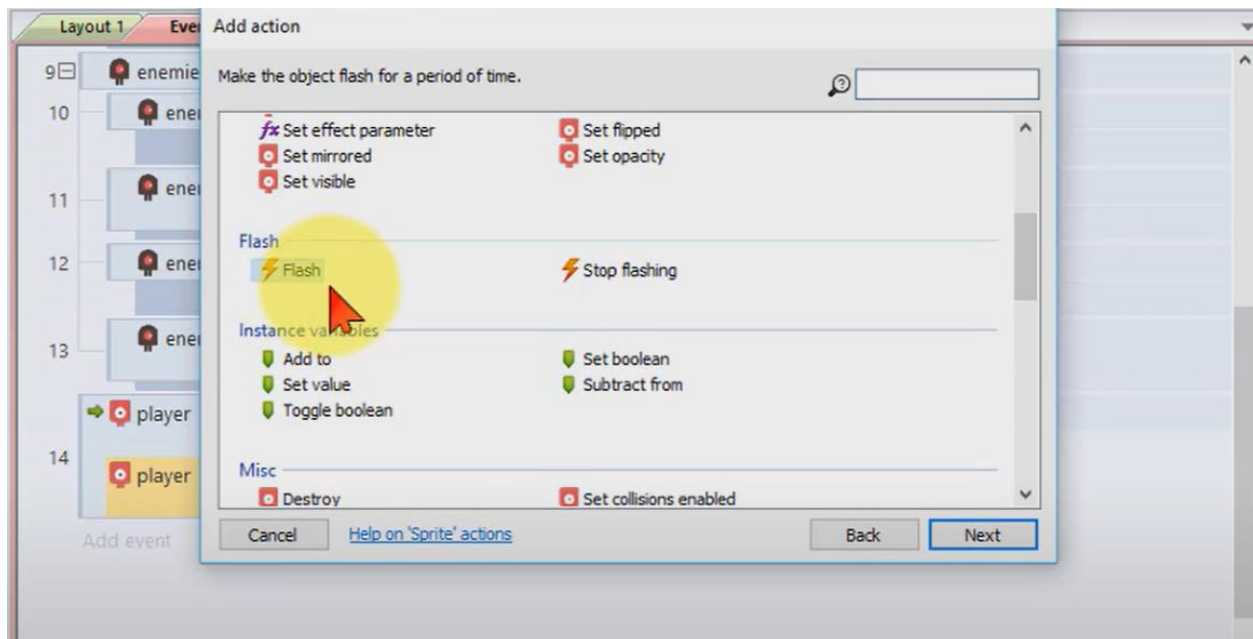 Layout 1
Eve
Add action
Make the object flash for a period of time.
9 enemie
10 ene
11 ene
12 ene
13 ene
player
14
player
Add event
fx Set effect parameter Set flipped
Set mirrored Set opacity
Set visible
Flash
Flash Stop flashing
Instance variables
Add to Set boolean
Set value Subtract from
Toggle boolean
Misc
Destroy Set collisions enabled
Cancel Help on 'Sprite' actions Back Next